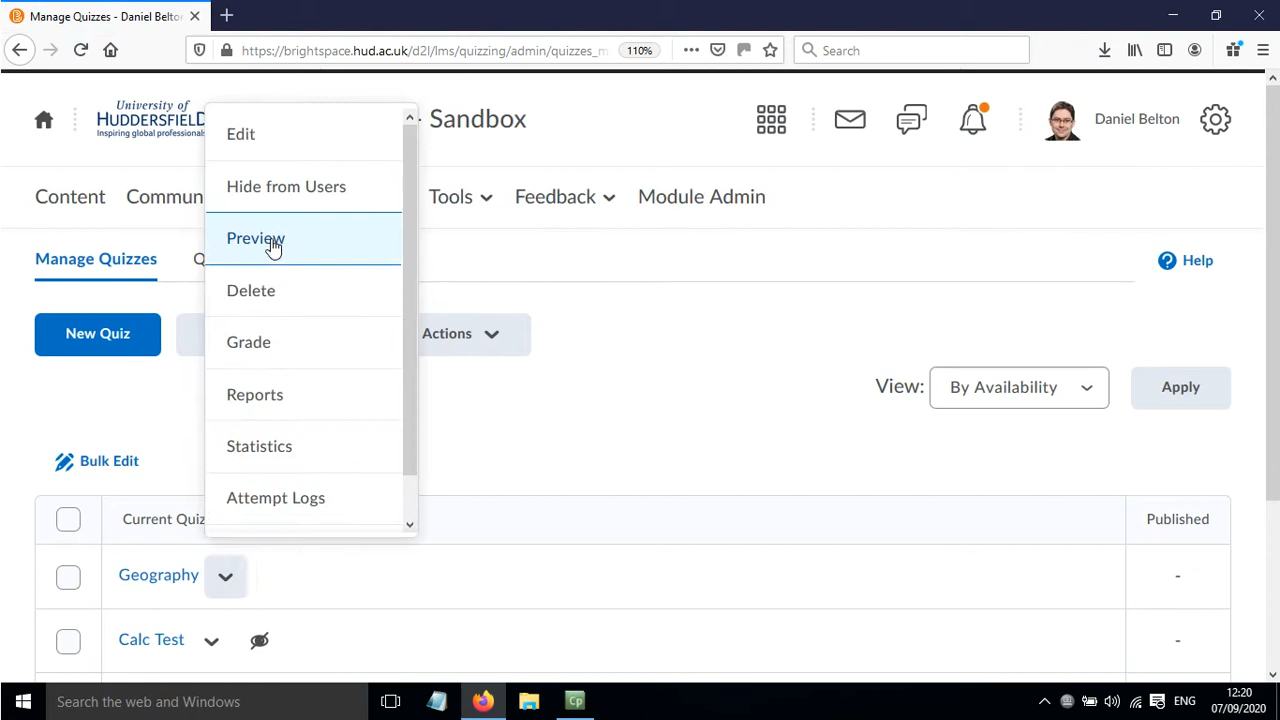 Manage Quizzes - Daniel Belto
https://brightspace.hud.ac.uk/d2l/lms/quizzing/admin/quizzes_m
110%
Search
University of
HUDDERSFIELD
Inspiring global professionals
- Sandbox
Daniel Belton
Content
Commun
Tools
Feedback
Module Admin
Edit
Hide from Users
Preview
Delete
Grade
Reports
Statistics
Attempt Logs
Manage Quizzes
Q
Help
New Quiz
Actions
View:
By Availability
Apply
Bulk Edit
Current Quiz
Published
Geography
-
Calc Test
-
Search the web and Windows
Cp
ENG
12:20
07/09/2020